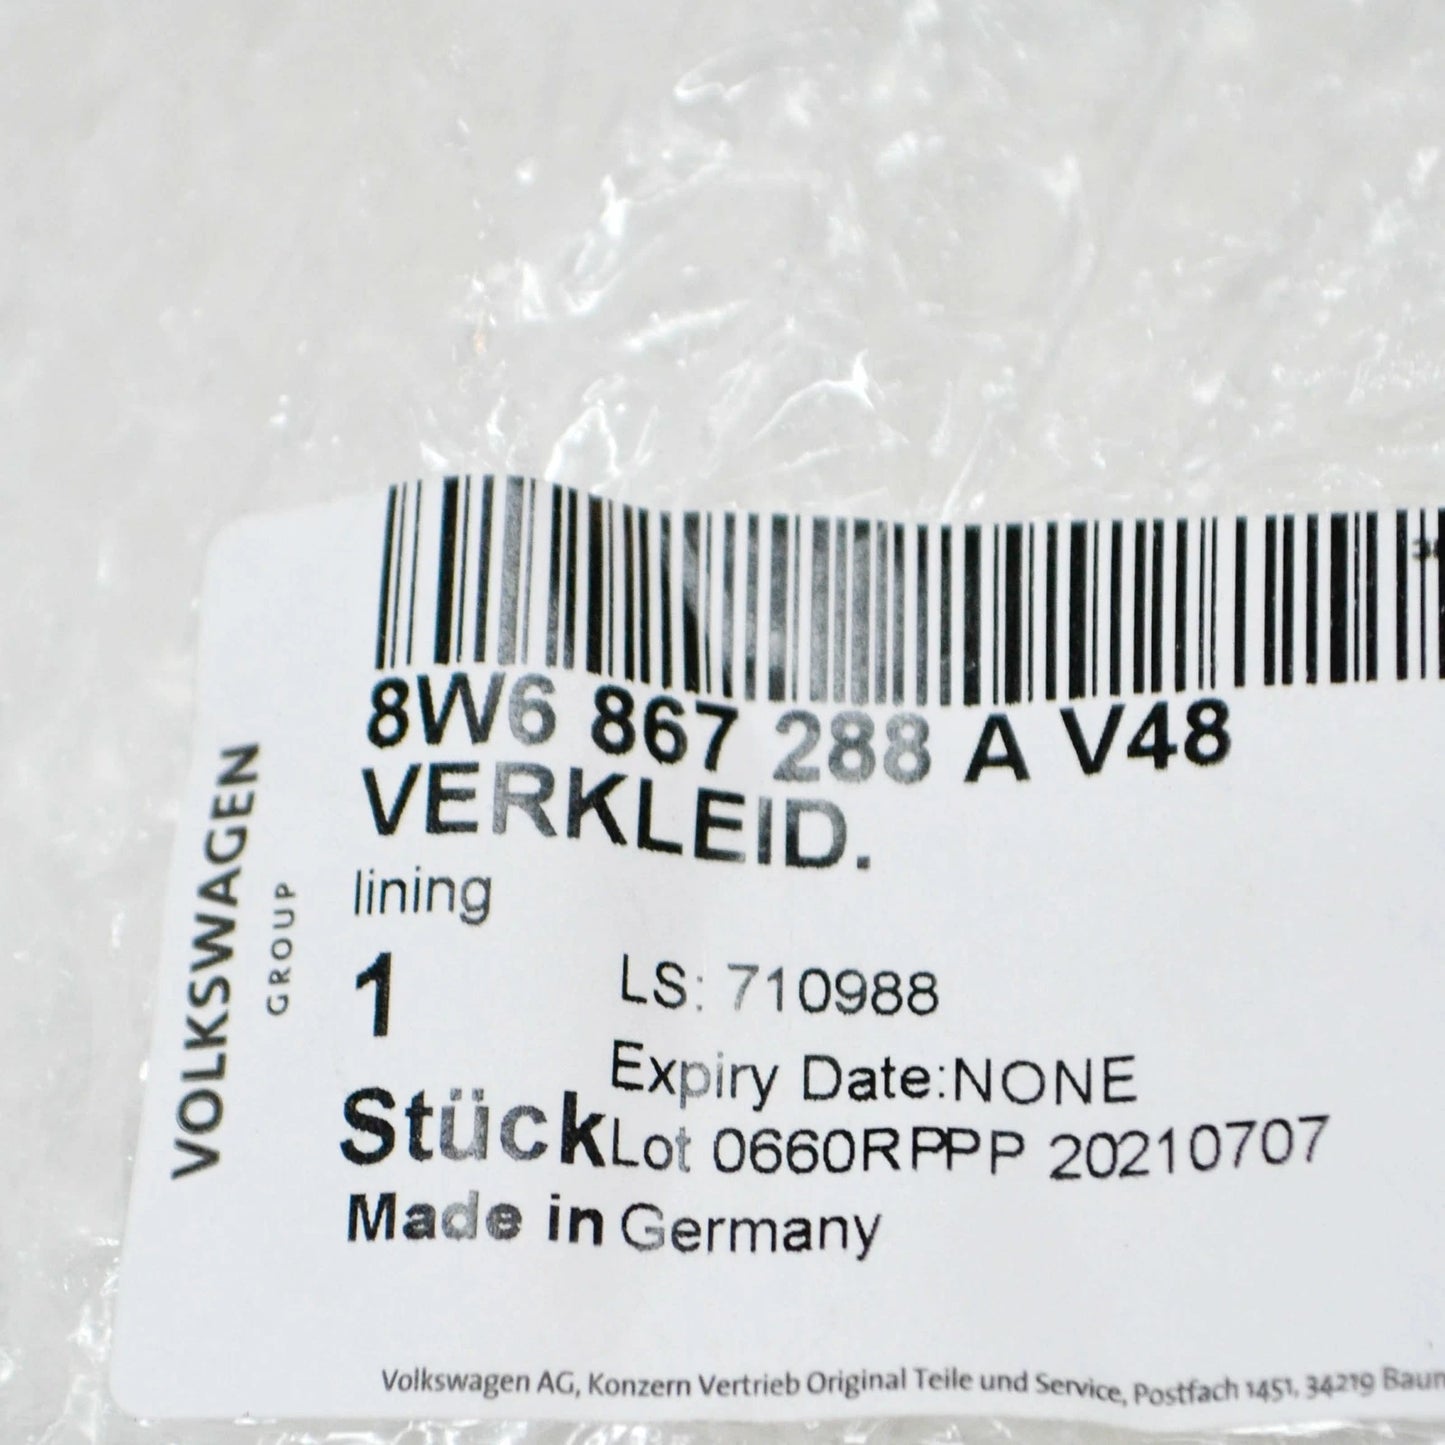 8W6 867 288 A V48
VERKLEID.
lining
1
LS: 710988
Expiry Date:NONE
Stück
Lot 0660RPPP 20210707
Made in Germany
VOLKSWAGEN
GROUP
Volkswagen AG, Konzern Vertrieb Original Teile und Service, Postfach 1451, 34219 Baun